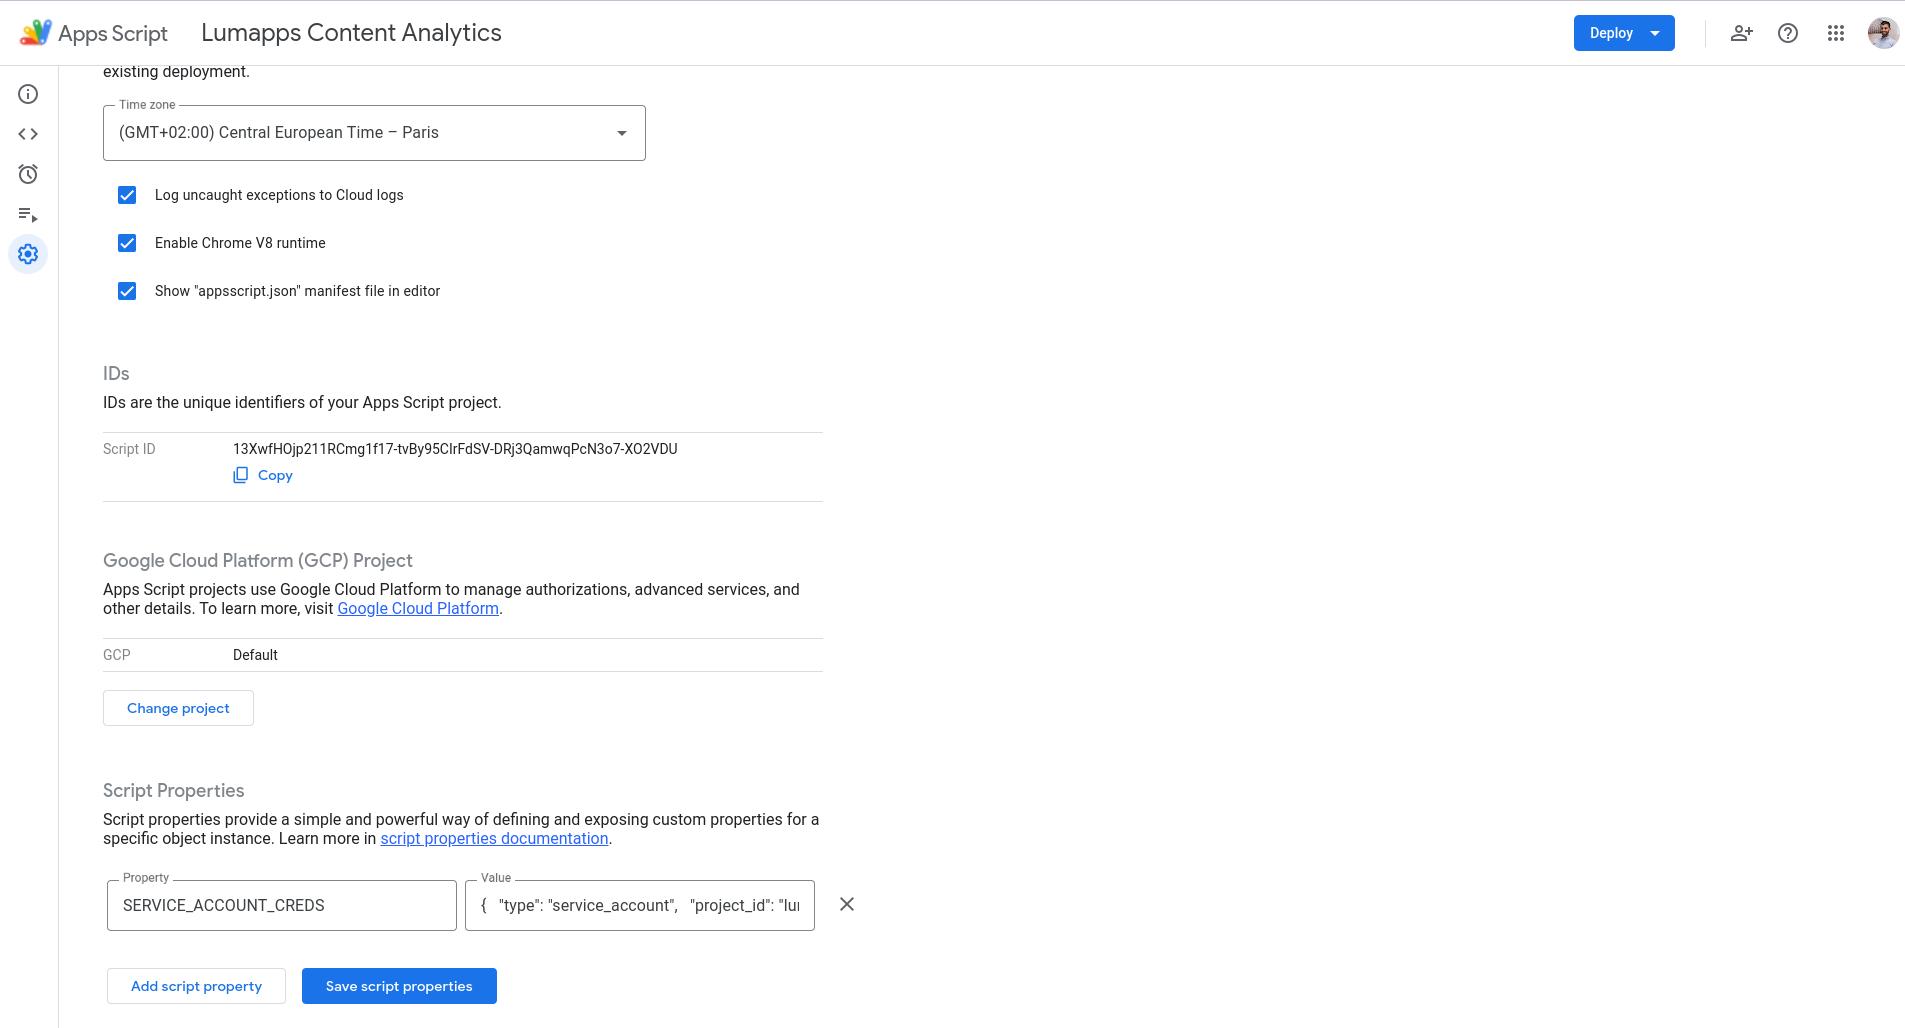 Apps Script
Lumapps Content Analytics
Deploy
existing deployment.
Time zone
(GMT+02:00) Central European Time – Paris
Log uncaught exceptions to Cloud logs
Enable Chrome V8 runtime
Show "appsscript.json" manifest file in editor
IDs
IDs are the unique identifiers of your Apps Script project.
Script ID
13XwfHOjp211RCmg1f17-tvBy95CIrFdSV-DRj3QamwqPcN3o7-XO2VDU
Copy
Google Cloud Platform (GCP) Project
Apps Script projects use Google Cloud Platform to manage authorizations, advanced services, and
other details. To learn more, visit Google Cloud Platform.
GCP
Default
Change project
Script Properties
Script properties provide a simple and powerful way of defining and exposing custom properties for a
specific object instance. Learn more in script properties documentation.
Property
SERVICE_ACCOUNT_CREDS
Value
{ "type": "service_account", "project_id": "lu
Add script property
Save script properties